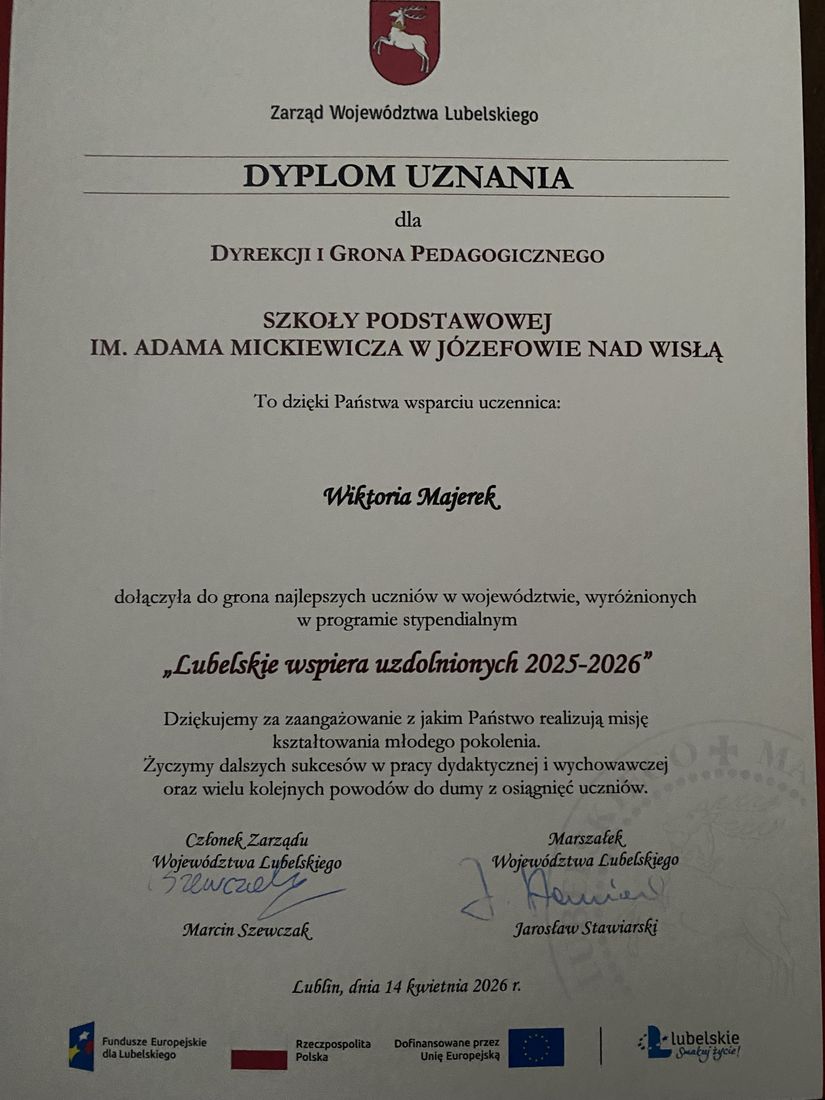 Zarząd Województwa Lubelskiego
DYPLOM UZNANIA
dla
DYREKCJI I GRONA PEDAGOGICZNEGO
SZKOŁY PODSTAWOWEJ
IM. ADAMA MICKIEWICZA W JÓZEFOWIE NAD WISŁĄ
To dzięki Państwa wsparciu uczennica:
Wiktoria Majerek
dołączyła do grona najlepszych uczniów w województwie, wyróżnionych
w programie stypendialnym
„Lubelskie wspiera uzdolnionych 2025-2026”
Dziękujemy za zaangażowanie z jakim Państwo realizują misję
kształtowania młodego pokolenia.
Życzymy dalszych sukcesów w pracy dydaktycznej i wychowawczej
oraz wielu kolejnych powodów do dumy z osiągnięć uczniów.
Członek Zarządu
Województwa Lubelskiego
Szewczak
Marcin Szewczak
Marszałek
Województwa Lubelskiego
Jarosław Stawiarski
Lublin, dnia 14 kwietnia 2026 r.
Fundusze Europejskie
dla Lubelskiego
Rzeczpospolita
Polska
Dofinansowane przez
Unię Europejską
lubelskie
Smakuj życie!